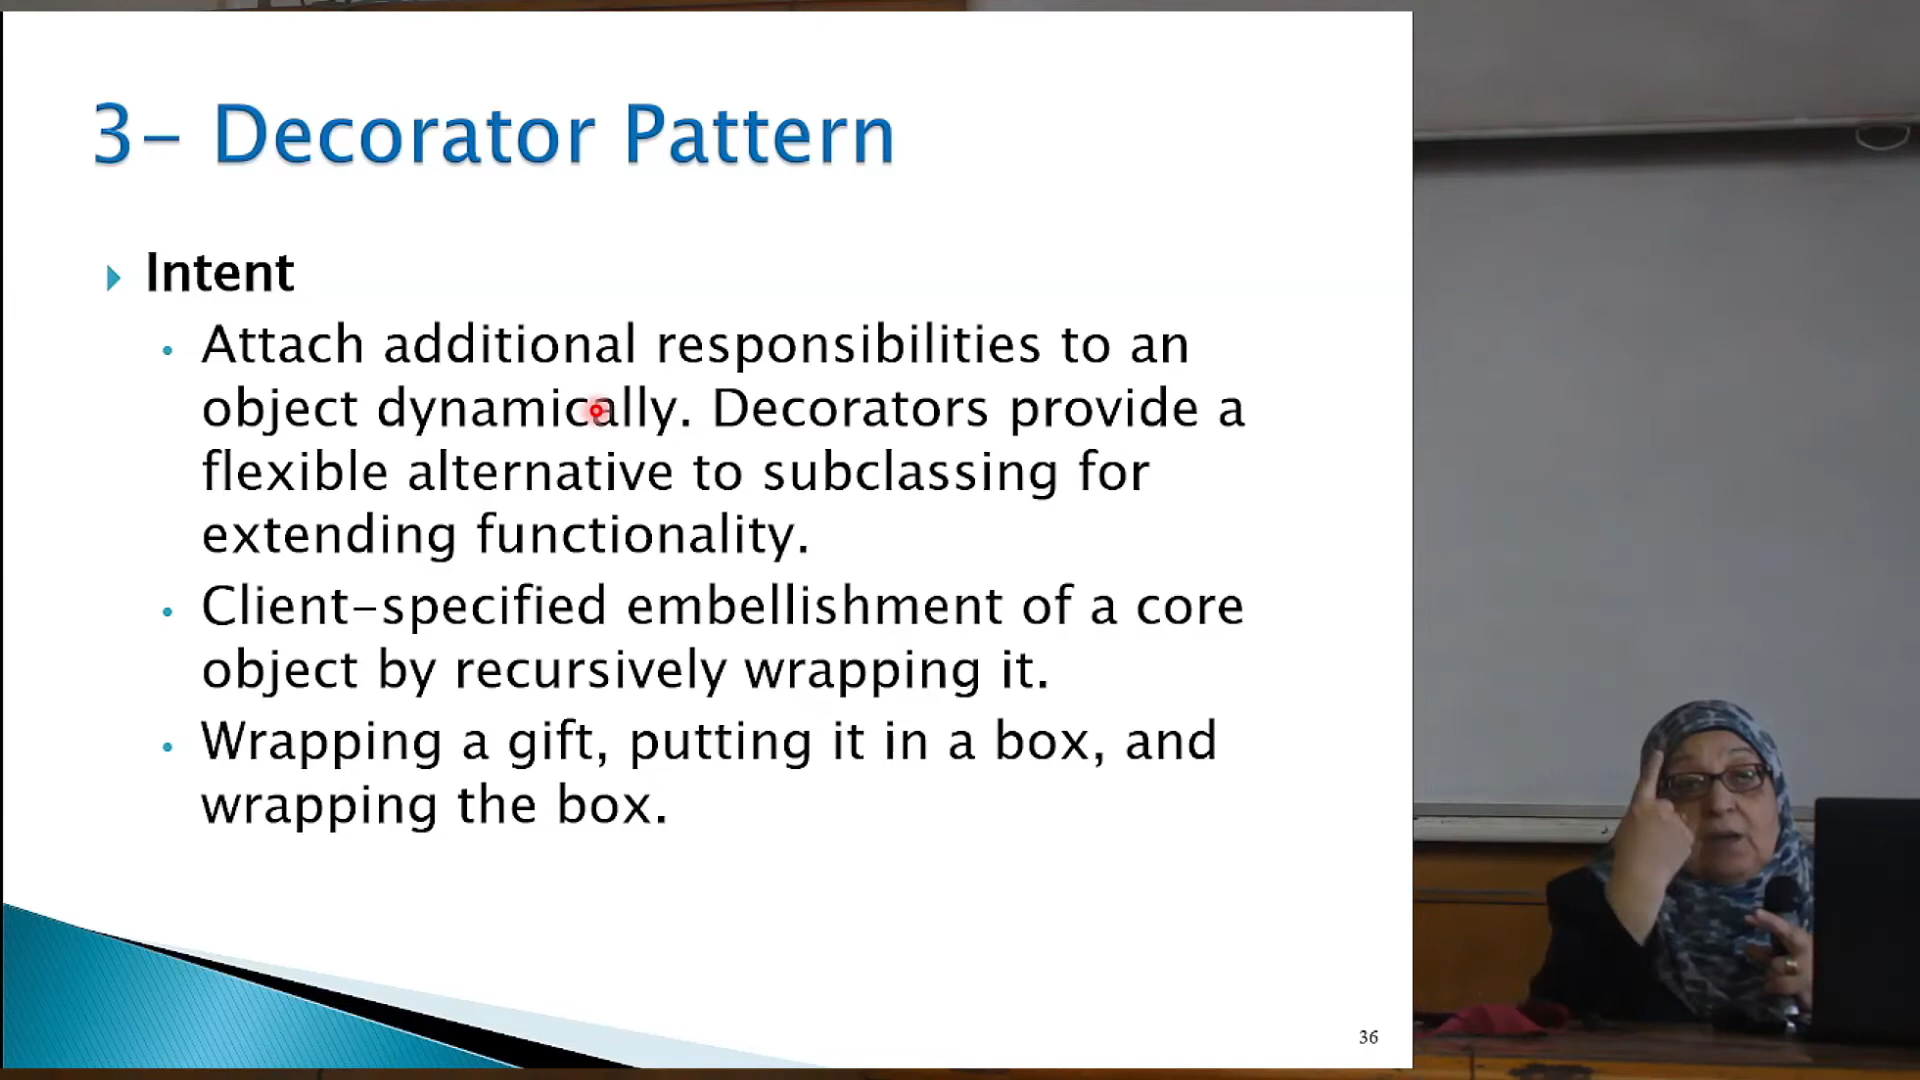 3- Decorator Pattern
Intent
Attach additional responsibilities to an
object dynamically. Decorators provide a
flexible alternative to subclassing for
extending functionality.
Client-specified embellishment of a core
object by recursively wrapping it.
Wrapping a gift, putting it in a box, and
wrapping the box.
36